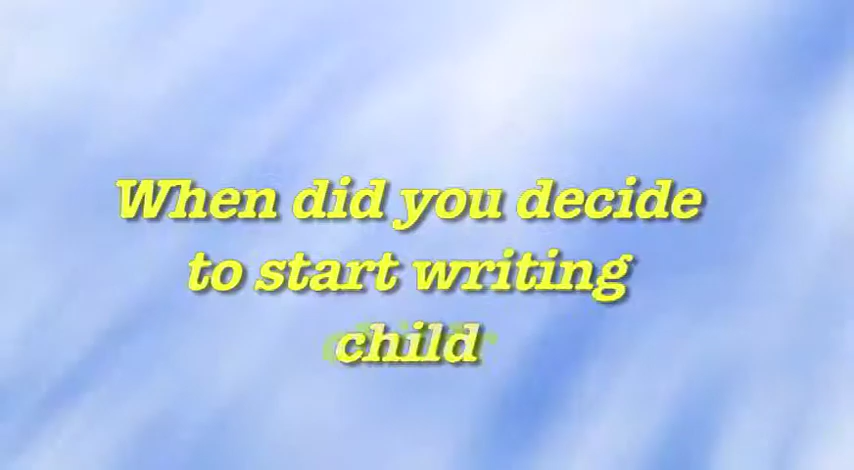 When did you decide
to start writing
child